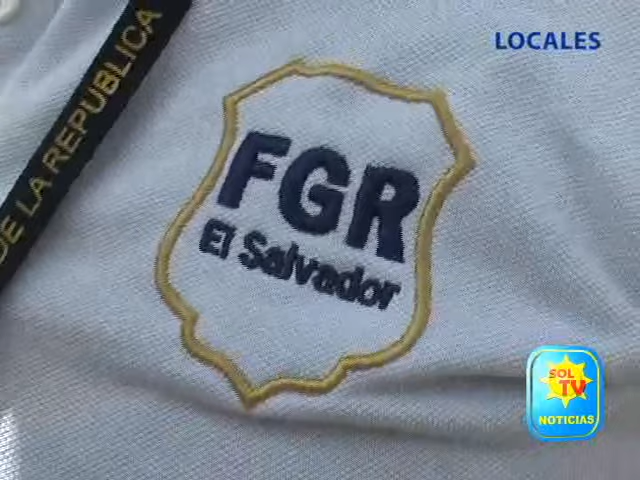 LOCALES
DE LA REPUBLICA
FGR
El Salvador
SOL
TV
NOTICIAS